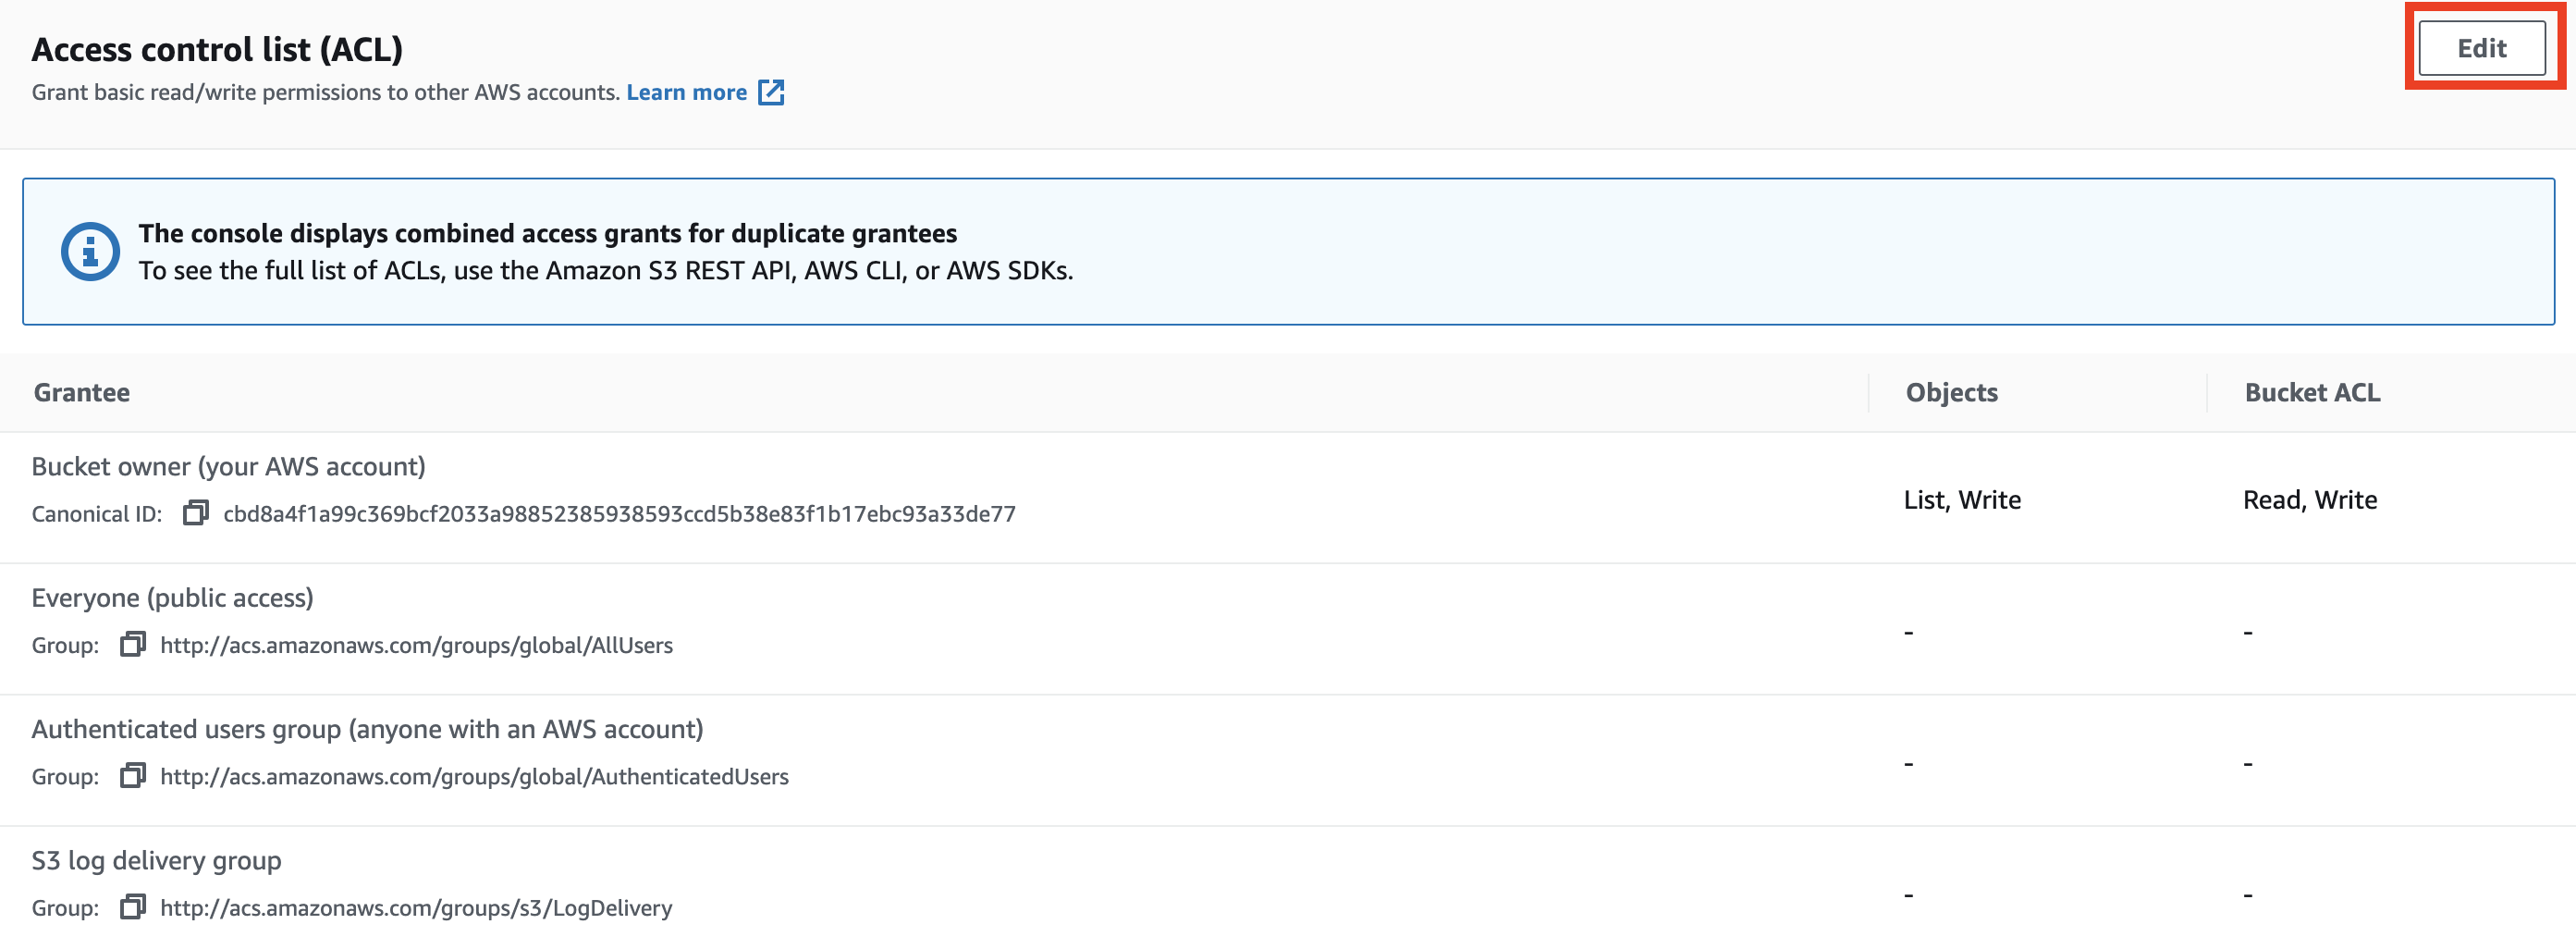 Access control list (ACL)
Edit
Grant basic read/write permissions to other AWS accounts. Learn more
The console displays combined access grants for duplicate grantees
To see the full list of ACLs, use the Amazon S3 REST API, AWS CLI, or AWS SDKs.
Grantee Objects Bucket ACL
Bucket owner (your AWS account)
Canonical ID: cbd8a4f1a99c369bcf2033a98852385938593ccd5b38e83f1b17ebc93a33de77
List, Write Read, Write
Everyone (public access)
Group: http://acs.amazonaws.com/groups/global/AllUsers
- -
Authenticated users group (anyone with an AWS account)
Group: http://acs.amazonaws.com/groups/global/AuthenticatedUsers
- -
S3 log delivery group
Group: http://acs.amazonaws.com/groups/s3/LogDelivery
- -